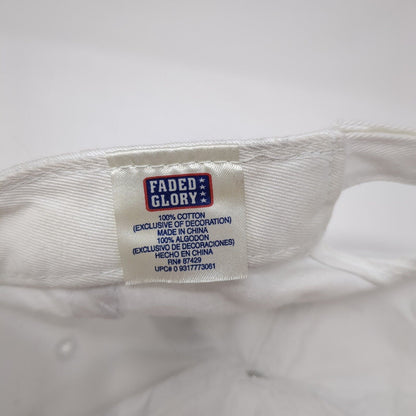 FADED
GLORY
100% COTTON
(EXCLUSIVE OF DECORATION)
MADE IN CHINA
100% ALGODON
(EXCLUSIVO DE DECORACIONES)
HECHO EN CHINA
RN# 87429
UPC# 0 9317773061